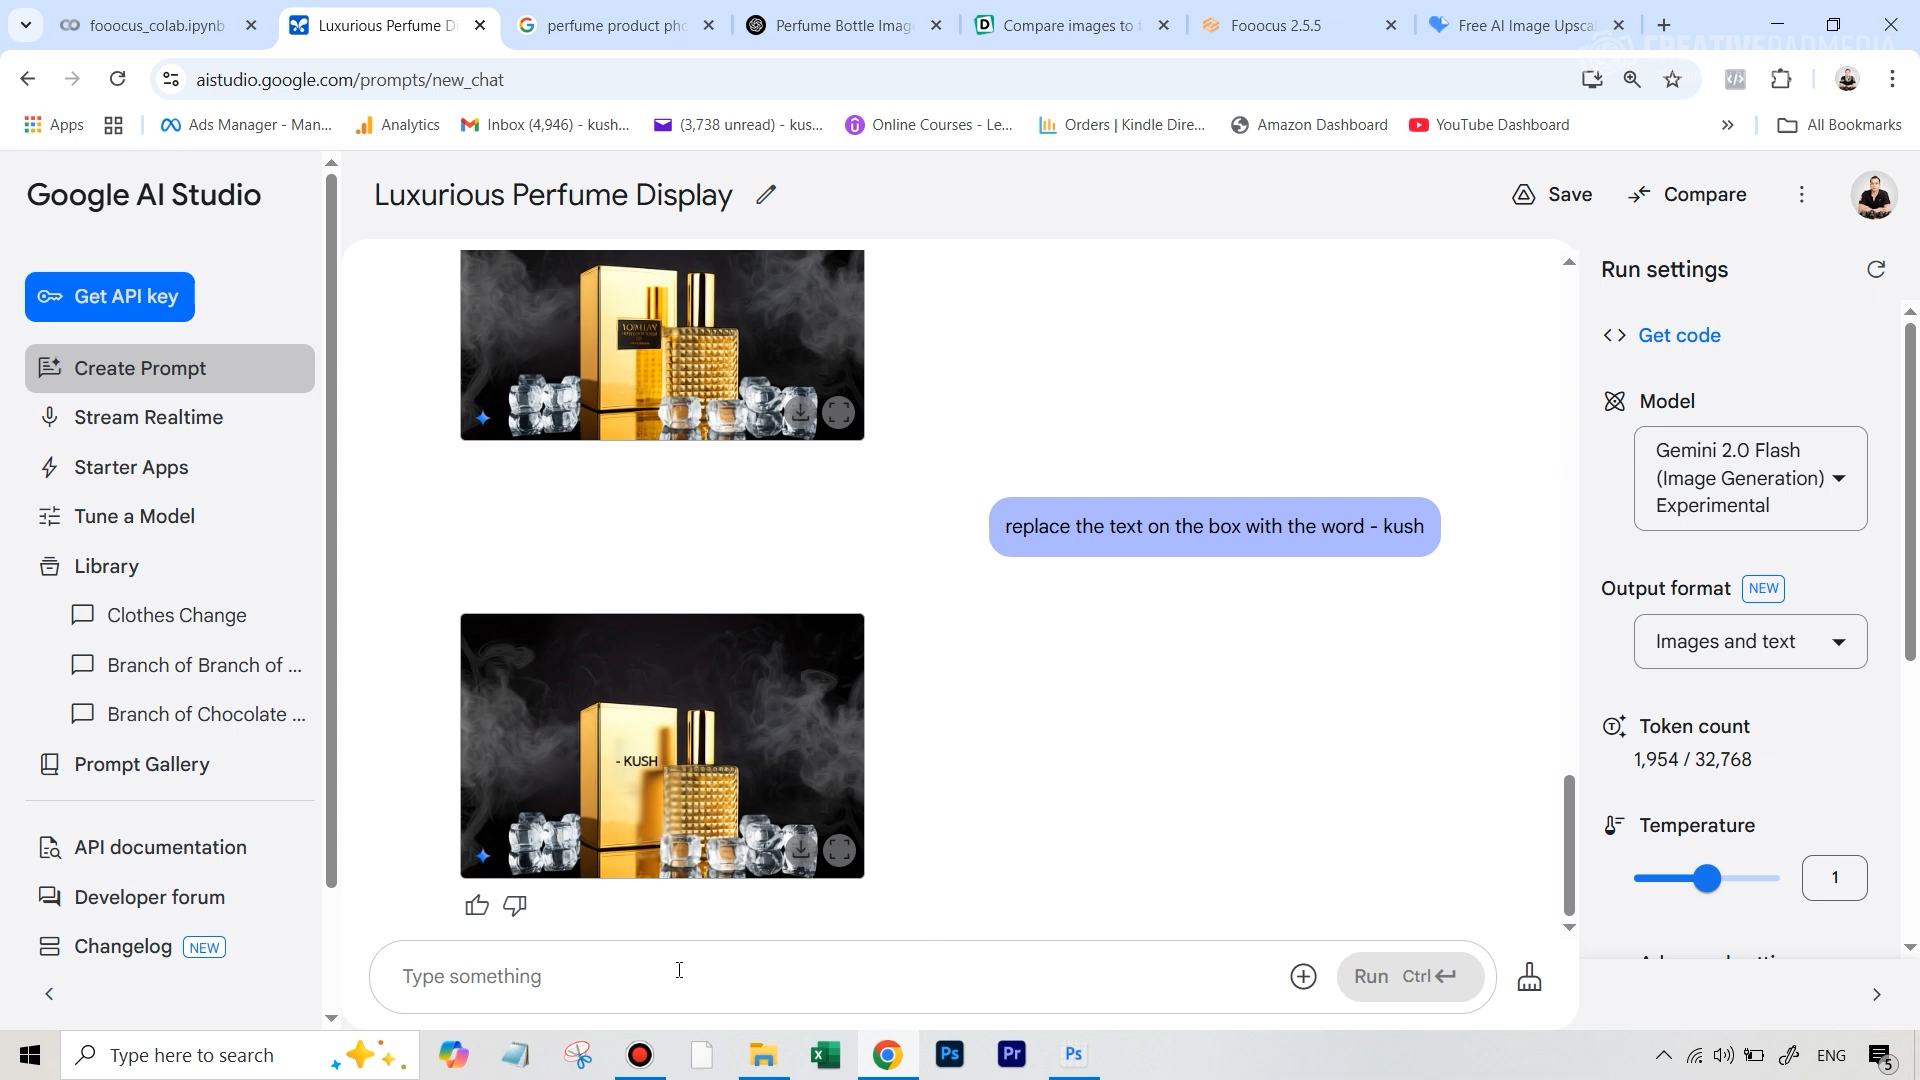 fooocus_colab.ipynb
Luxurious Perfume D
perfume product pho
Perfume Bottle Imag
Compare images to f
Fooocus 2.5.5
Free AI Image Upsca
CREATIVEDADMEDIA
aistudio.google.com/prompts/new_chat
Apps
Ads Manager - Man...
Analytics
Inbox (4,946) - kush...
(3,738 unread) - kus...
Online Courses - Le...
Orders | Kindle Dire...
Amazon Dashboard
YouTube Dashboard
All Bookmarks
Google AI Studio
Luxurious Perfume Display
Save
Compare
Get API key
Create Prompt
Stream Realtime
Starter Apps
Tune a Model
Library
Clothes Change
Branch of Branch of ...
Branch of Chocolate ...
Prompt Gallery
API documentation
Developer forum
Changelog NEW
replace the text on the box with the word - kush
- KUSH
Type something
Run Ctrl
Run settings
Get code
Model
Gemini 2.0 Flash
(Image Generation)
Experimental
Output format NEW
Images and text
Token count
1,954 / 32,768
Temperature
1
Type here to search
Ps
Pr
Ps
ENG
5